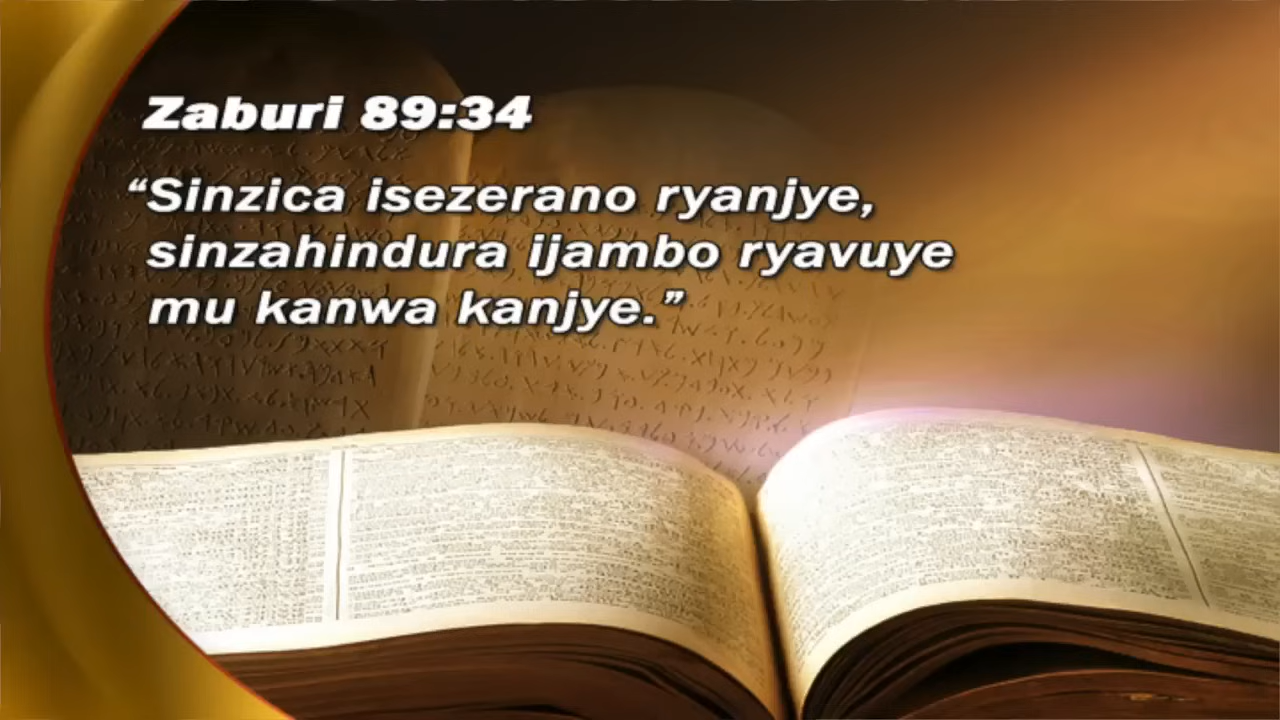 Zaburi 89:34
“Sinzica isezerano ryanjye,
sinzahindura ijambo ryavuye
mu kanwa kanjye.”